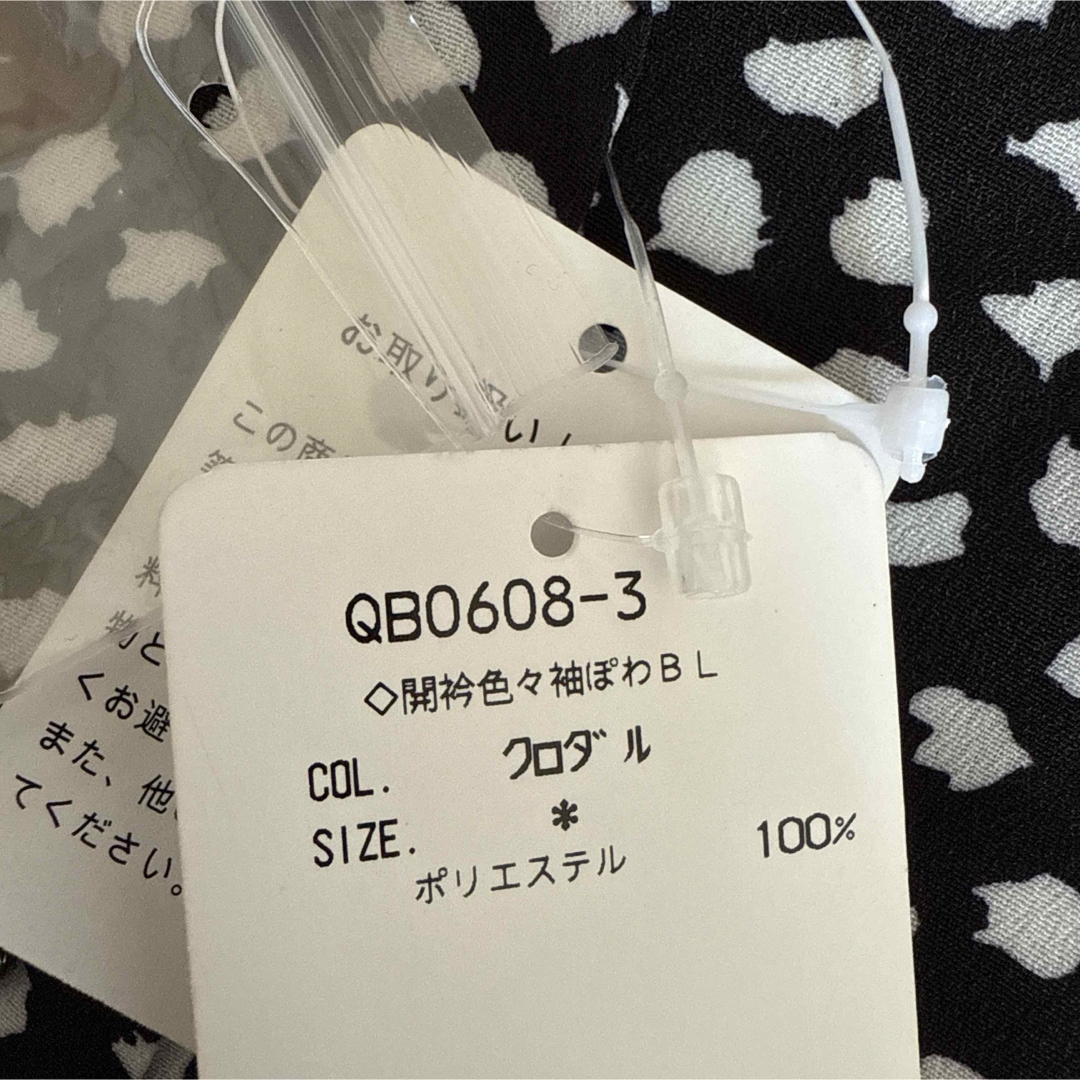 お取り
い
この商
物と
くお避
また、他
てください。
QB0608-3
◇開衿色々袖ぽわBL
COL. クロダル
SIZE. *
ポリエステル 100%